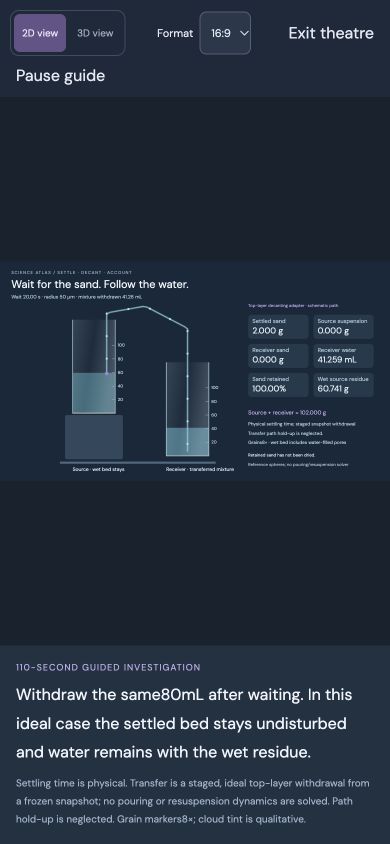 2D view
3D view
Format
16:9
Exit theatre
Pause guide
SCIENCE ATLAS / SETTLE · DECANT · ACCOUNT
Wait for the sand. Follow the water.
Wait 20.00 s · radius 50 μm · mixture withdrawn 41.26 mL
Top-layer decanting adapter · schematic path
Settled sand
2.000 g
Source suspension
0.000 g
Receiver sand
0.000 g
Receiver water
41.259 mL
Sand retained
100.00%
Wet source residue
60.741 g
Source + receiver = 102.000 g
Physical settling time; staged snapshot withdrawal
Transfer path hold-up is neglected.
Grains8× · wet bed includes water-filled pores
Retained sand has not been dried.
Reference spheres; no pouring/resuspension solver
100
80
60
40
20
100
80
60
40
20
Source · wet bed stays
Receiver · transferred mixture
110-SECOND GUIDED INVESTIGATION
Withdraw the same80mL after waiting. In this
ideal case the settled bed stays undisturbed
and water remains with the wet residue.
Settling time is physical. Transfer is a staged, ideal top-layer withdrawal from
a frozen snapshot; no pouring or resuspension dynamics are solved. Path
hold-up is neglected. Grain markers8×; cloud tint is qualitative.